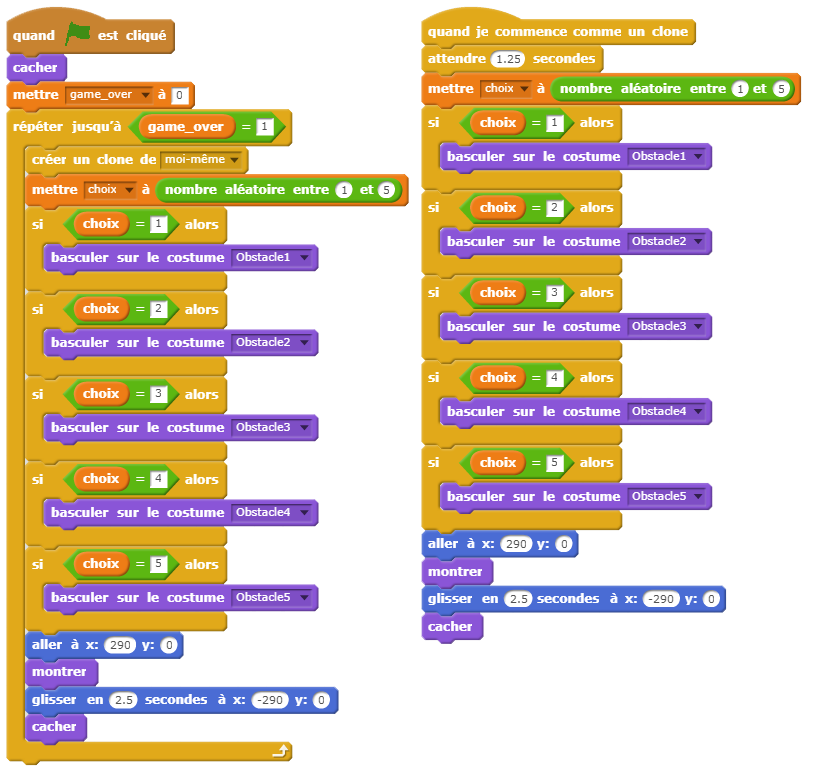 quand est cliqué
cacher
mettre game_over à 0
répéter jusqu'à game_over = 1
créer un clone de moi-même
mettre choix à nombre aléatoire entre 1 et 5
si choix = 1 alors
basculer sur le costume Obstacle1
si choix = 2 alors
basculer sur le costume Obstacle2
si choix = 3 alors
basculer sur le costume Obstacle3
si choix = 4 alors
basculer sur le costume Obstacle4
si choix = 5 alors
basculer sur le costume Obstacle5
aller à x: 290 y: 0
montrer
glisser en 2.5 secondes à x: -290 y: 0
cacher
quand je commence comme un clone
attendre 1.25 secondes
mettre choix à nombre aléatoire entre 1 et 5
si choix = 1 alors
basculer sur le costume Obstacle1
si choix = 2 alors
basculer sur le costume Obstacle2
si choix = 3 alors
basculer sur le costume Obstacle3
si choix = 4 alors
basculer sur le costume Obstacle4
si choix = 5 alors
basculer sur le costume Obstacle5
aller à x: 290 y: 0
montrer
glisser en 2.5 secondes à x: -290 y: 0
cacher